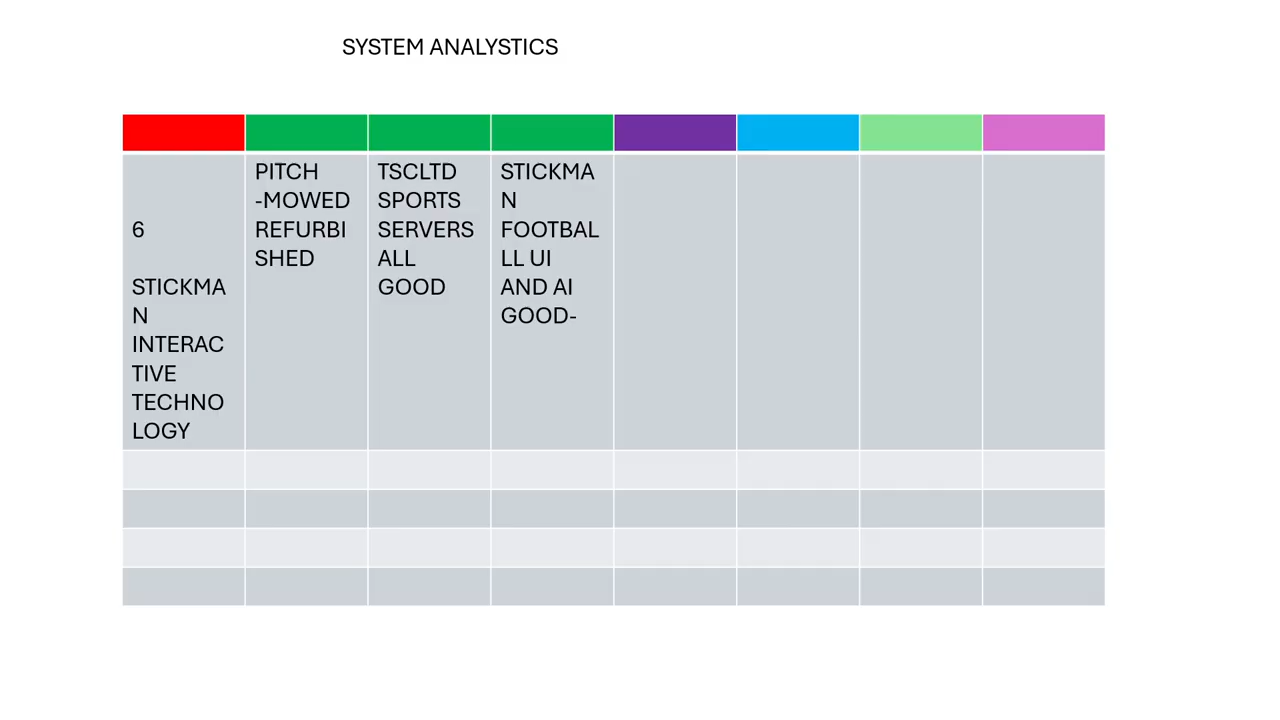 SYSTEM ANALYSTICS
6
STICKMA
N
INTERAC
TIVE
TECHNO
LOGY
PITCH
-MOWED
REFURBI
SHED
TSCLTD
SPORTS
SERVERS
ALL
GOOD
STICKMA
N
FOOTBAL
LL UI
AND AI
GOOD-